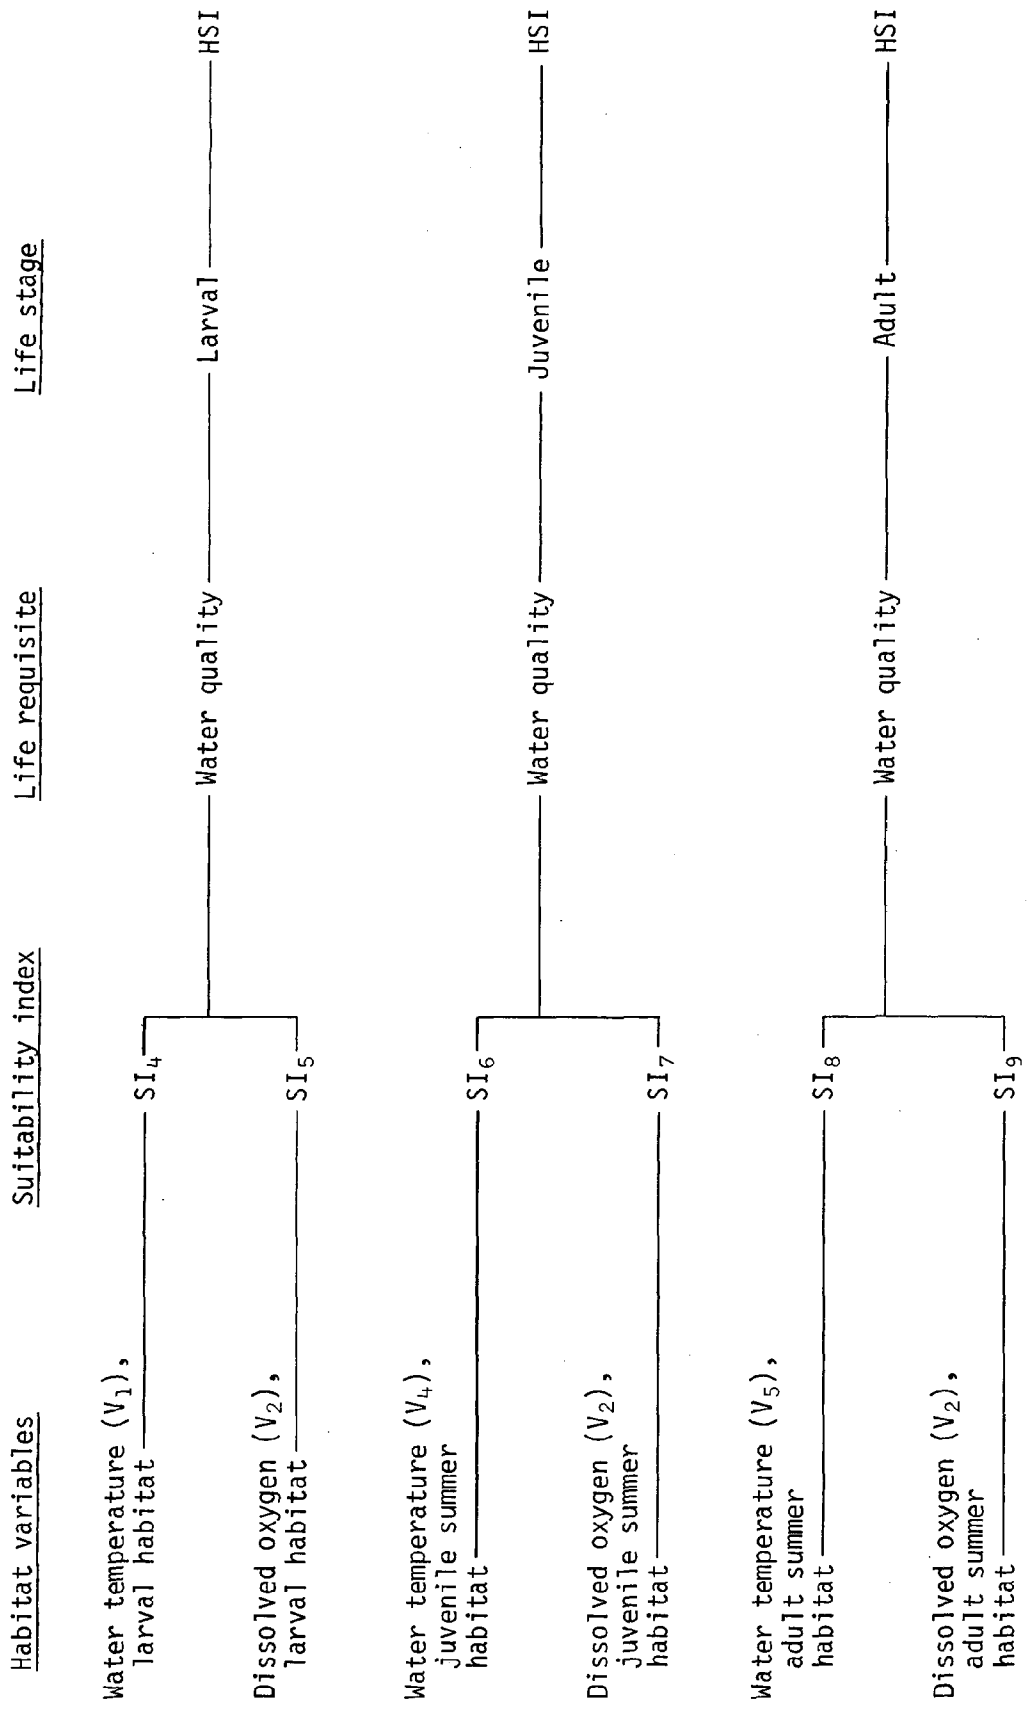 Habitat variables
Suitability index
Life requisite
Life stage
Water temperature (V₁),
larval habitat
SI₄
Dissolved oxygen (V₂),
larval habitat
SI₅
Water quality
Larval
HSI
Water temperature (V₄),
juvenile summer
habitat
SI₆
Dissolved oxygen (V₂),
juvenile summer
habitat
SI₇
Water quality
Juvenile
HSI
Water temperature (V₅),
adult summer
habitat
SI₈
Dissolved oxygen (V₂),
adult summer
habitat
SI₉
Water quality
Adult
HSI